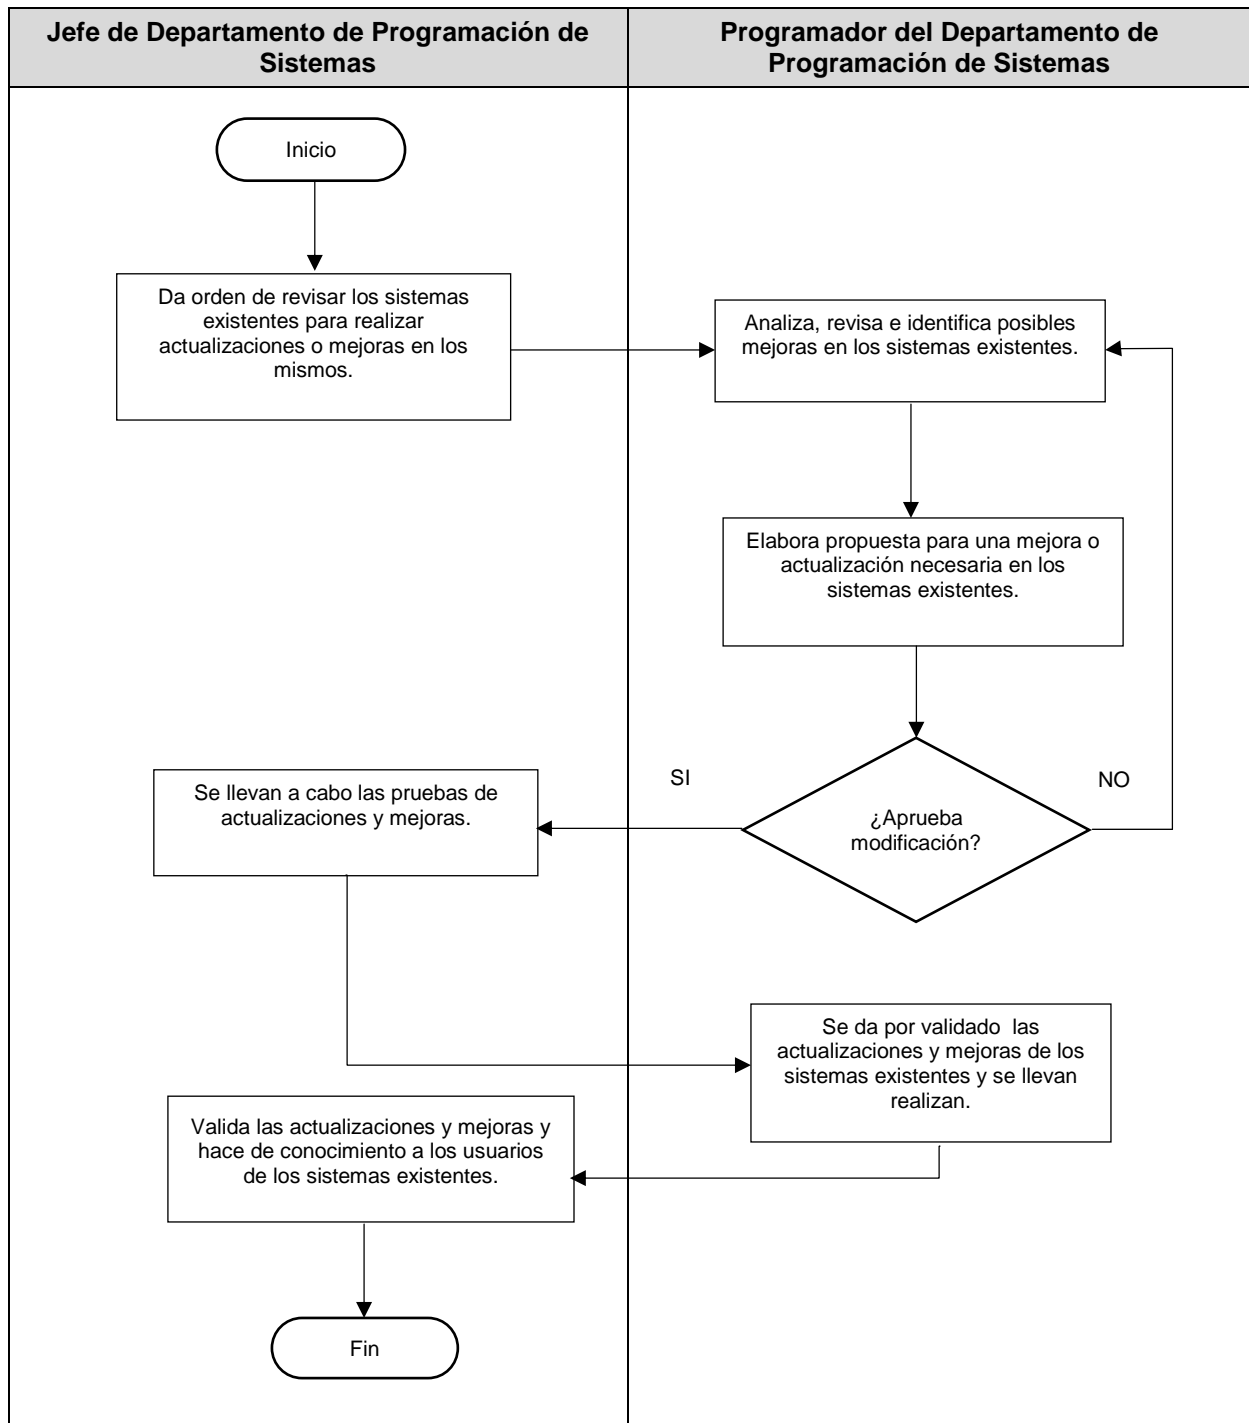 Jefe de Departamento de Programación de
Sistemas
Programador del Departamento de
Programación de Sistemas
Inicio
Da orden de revisar los sistemas
existentes para realizar
actualizaciones o mejoras en los
mismos.
Analiza, revisa e identifica posibles
mejoras en los sistemas existentes.
Elabora propuesta para una mejora o
actualización necesaria en los
sistemas existentes.
¿Aprueba
modificación?
SI
NO
Se llevan a cabo las pruebas de
actualizaciones y mejoras.
Se da por validado  las
actualizaciones y mejoras de los
sistemas existentes y se llevan
realizan.
Valida las actualizaciones y mejoras y
hace de conocimiento a los usuarios
de los sistemas existentes.
Fin